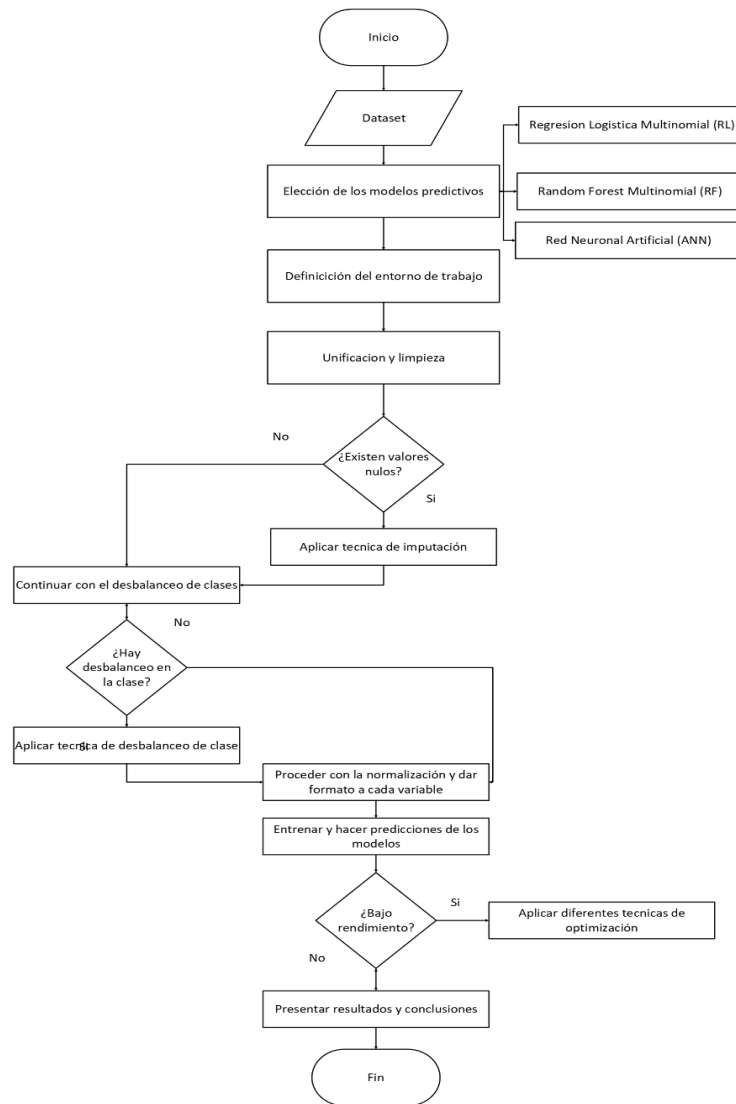 Inicio
Dataset
Regresion Logistica Multinomial (RL)
Elección de los modelos predictivos
Random Forest Multinomial (RF)
Red Neuronal Artificial (ANN)
Definicición del entorno de trabajo
Unificacion y limpieza
No
¿Existen valores
nulos?
Si
Aplicar tecnica de imputación
Continuar con el desbalanceo de clases
No
¿Hay
desbalanceo en
la clase?
Si
Aplicar tecnica de desbalanceo de clase
Proceder con la normalización y dar
formato a cada variable
Entrenar y hacer predicciones de los
modelos
¿Bajo
rendimiento?
Si
Aplicar diferentes tecnicas de
optimización
No
Presentar resultados y conclusiones
Fin